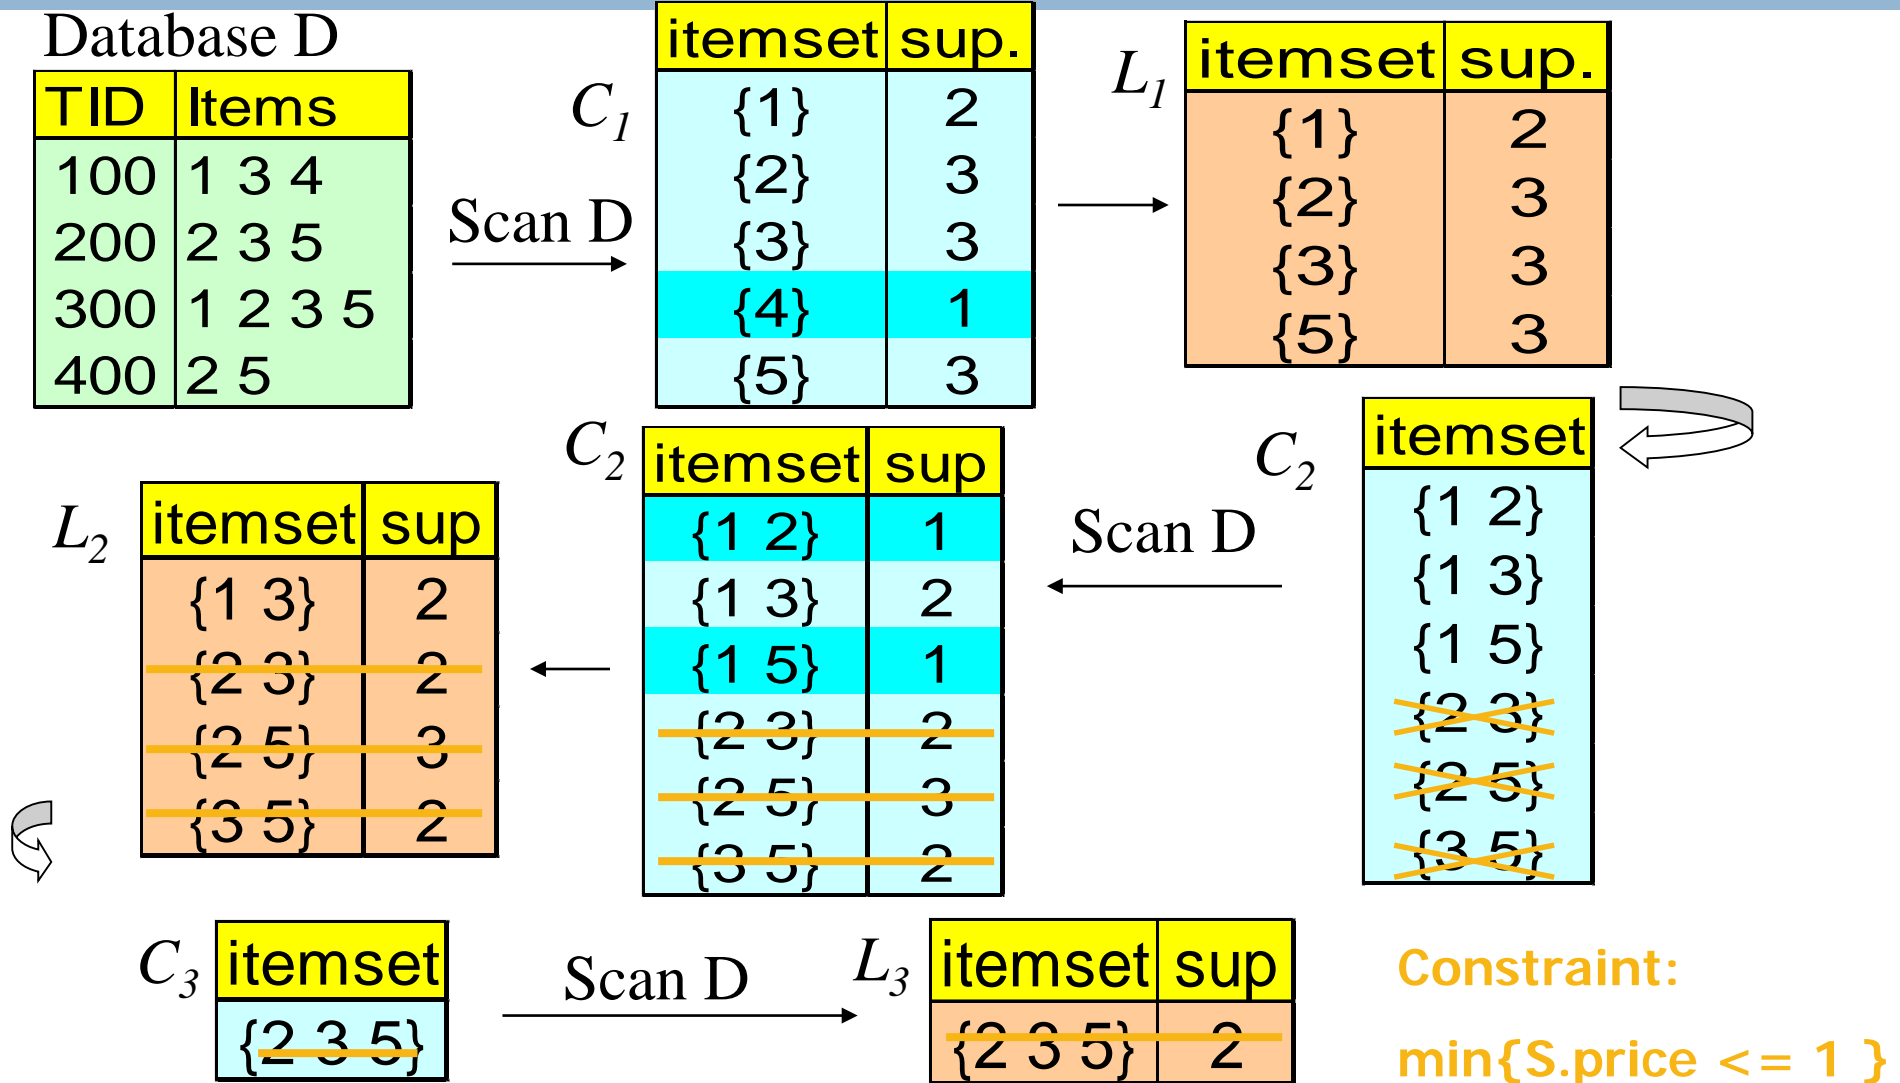 Database D
TID Items
100 1 3 4
200 2 3 5
300 1 2 3 5
400 2 5
Scan D
C1
itemset sup.
{1} 2
{2} 3
{3} 3
{4} 1
{5} 3
L1
itemset sup.
{1} 2
{2} 3
{3} 3
{5} 3
C2
itemset
{1 2}
{1 3}
{1 5}
{2 3}
{2 5}
{3 5}
Scan D
C2
itemset sup
{1 2} 1
{1 3} 2
{1 5} 1
{2 3} 2
{2 5} 3
{3 5} 2
L2
itemset sup
{1 3} 2
{2 3} 2
{2 5} 3
{3 5} 2
C3
itemset
{2 3 5}
Scan D
L3
itemset sup
{2 3 5} 2
Constraint:
min{S.price <= 1 }